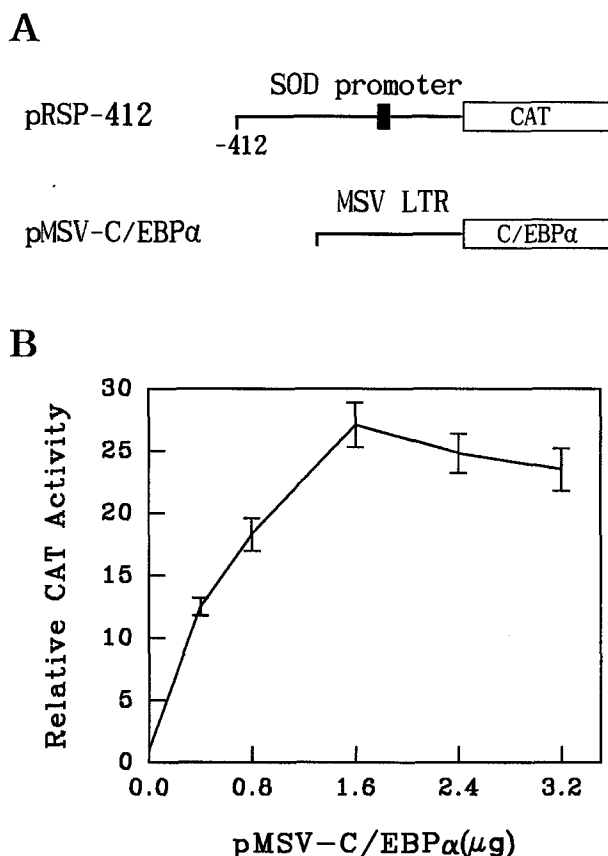 A
SOD promoter
pRSP-412
CAT
-412
MSV LTR
pMSV-C/EBPα
C/EBPα
B
Relative CAT Activity
30
25
20
15
10
5
0
0.0 0.8 1.6 2.4 3.2
pMSV-C/EBPα(μg)